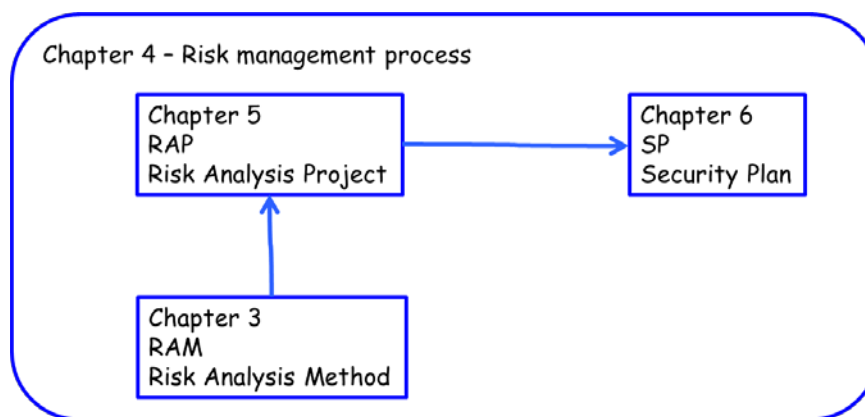 Chapter 4 – Risk management process
Chapter 5
RAP
Risk Analysis Project
Chapter 6
SP
Security Plan
Chapter 3
RAM
Risk Analysis Method